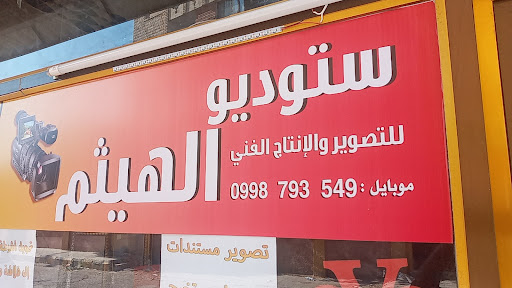 ستوديو
الهيثم
للتصوير والإنتاج الفني
موبايل : 549 793 0998
تصوير مستندات